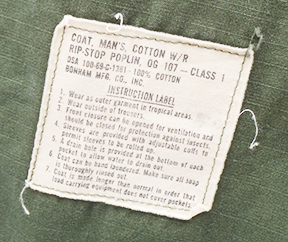 COAT, MAN'S, COTTON W/R
RIP-STOP POPLIN, OG 107 — CLASS 1
DSA 100-69-C-1361-100% COTTON
BONHAM MFG. CO., INC.
INSTRUCTION LABEL
1. Wear as outer garment in tropical areas.
2. Wear outside of trousers.
3. Front closure can be opened for ventilation and
should be closed for protection against insects.
4. Sleeves are provided with adjustable cuffs to
permit sleeves to be rolled up.
5. A drain hole is provided at the bottom of each
pocket to allow water to drain out.
6. Coat can be hand laundered. Make sure all soap
is thoroughly rinsed out.
7. Coat is made longer than normal in order that
load carrying equipment does not cover pockets.